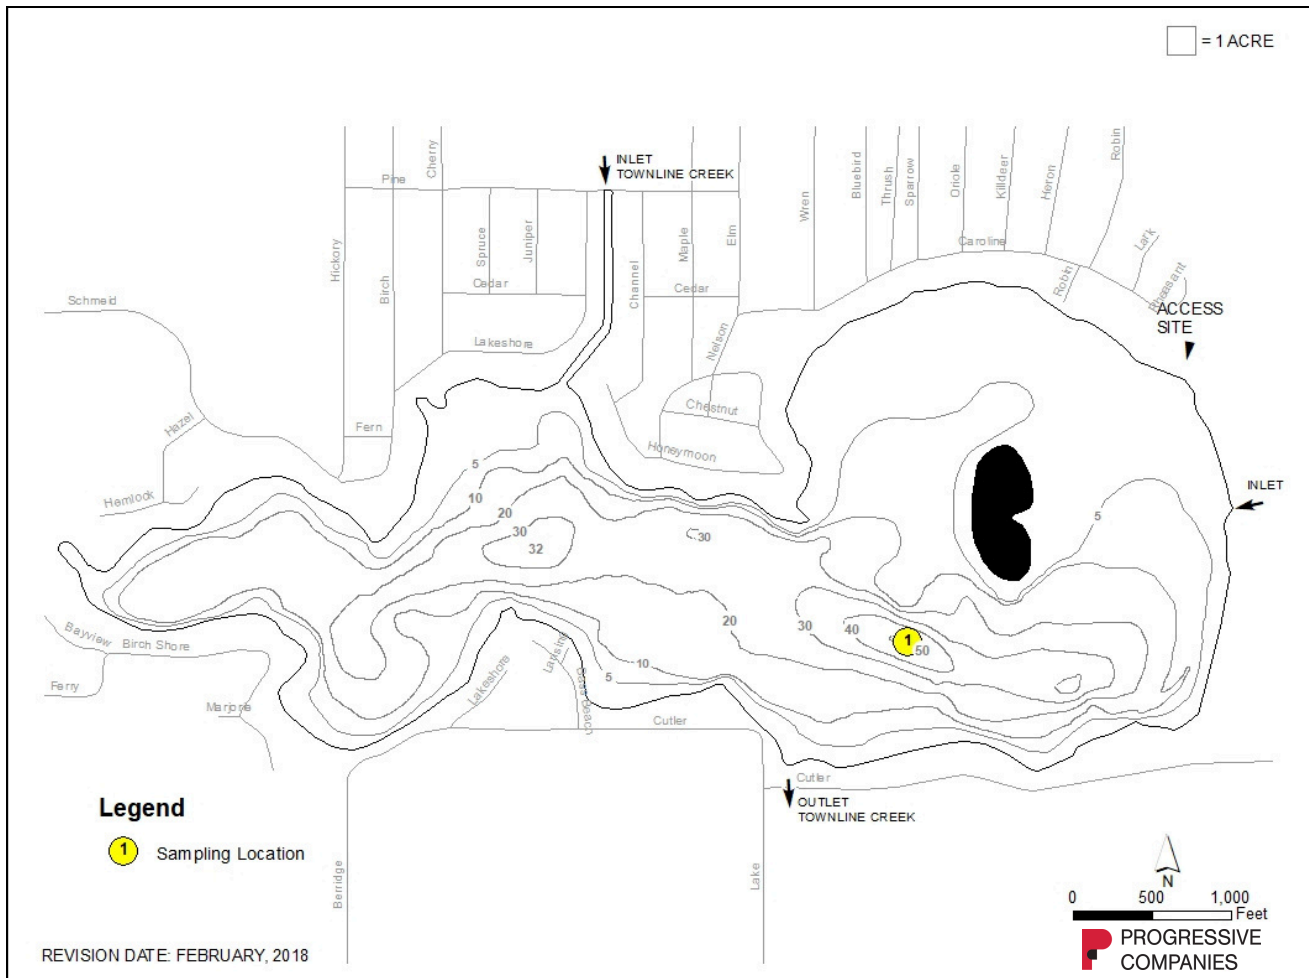 = 1 ACRE
INLET
TOWNLINE CREEK
Pine
Cherry
Hickory
Birch
Spruce
Juniper
Cedar
Channel
Maple
Elm
Cedar
Wren
Bluebird
Thrush
Sparrow
Oriole
Killdeer
Heron
Robin
Caroline
Lark
Robin
Pheasant
ACCESS
SITE
Schmeid
Lakeshore
Nelson
Chestnut
Honeymoon
Hazel
Fern
Hemlock
INLET
5
10
20
30
32
30
5
20
30
40
1
50
10
5
Bayview
Birch Shore
Ferry
Marjorie
Lakeshore
Lansing
Beach
Cutler
Cutler
OUTLET
TOWNLINE CREEK
Berridge
Lake
Legend
1 Sampling Location
N
0 500 1,000
Feet
REVISION DATE: FEBRUARY, 2018
PROGRESSIVE
COMPANIES